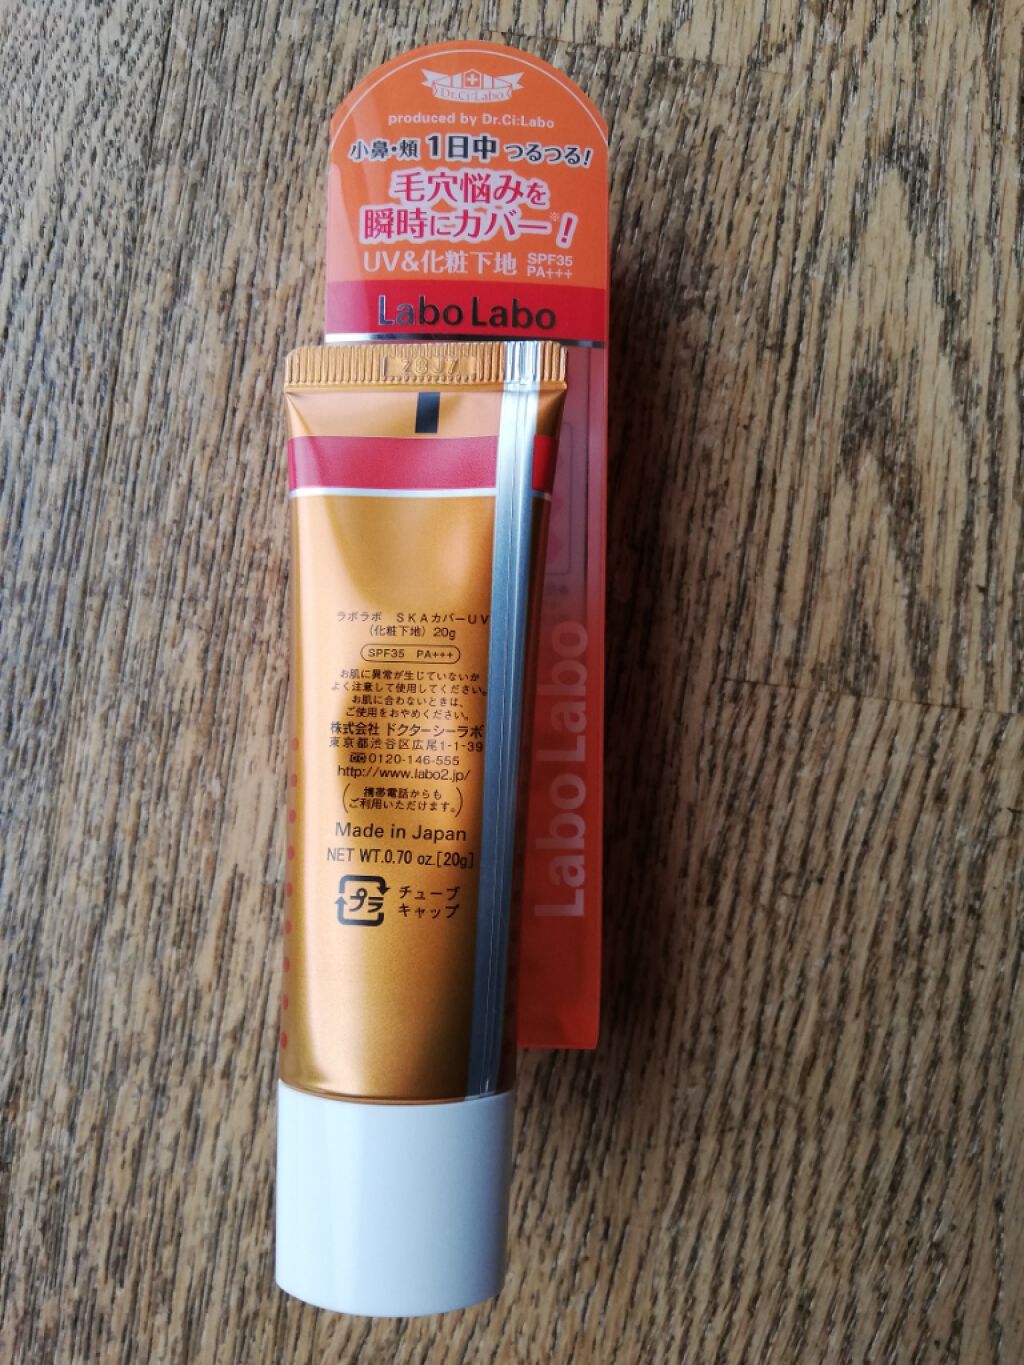 Dr.Ci:Labo
produced by Dr.Ci:Labo
小鼻・頬 1日中 つるつる!
毛穴悩みを
瞬時にカバー※!
UV&化粧下地 SPF35 PA+++
Labo Labo
ラボラボ SKAカバーUV
(化粧下地) 20g
SPF35 PA+++
お肌に異常が生じていないか
よく注意して使用してください。
お肌に合わないときは、
ご使用をおやめください。
株式会社 ドクターシーラボ
東京都渋谷区広尾1-1-39
0120-146-555
http://www.labo2.jp/
(携帯電話からも
ご利用いただけます。)
Made in Japan
NET WT.0.70 oz.[20g]
プラ
チューブ
キャップ
Labo Labo